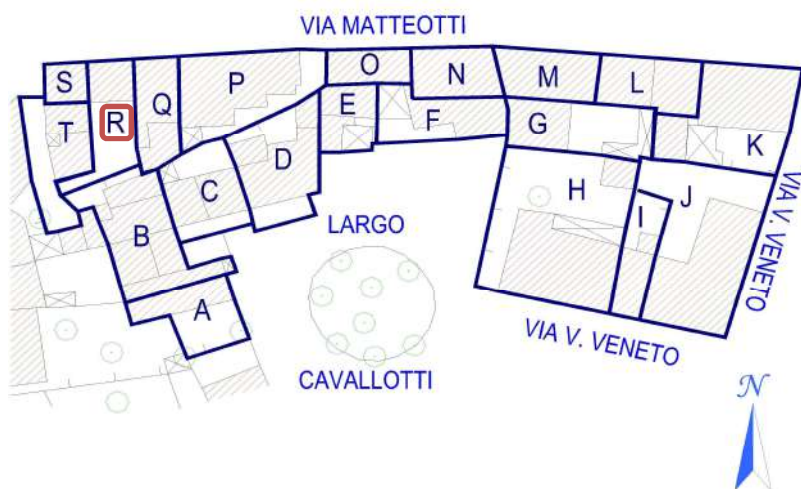 VIA MATTEOTTI
S
R
Q
P
O
N
M
L
T
E
F
G
K
C
D
H
I
J
B
LARGO
A
VIA V. VENETO
VIA V. VENETO
CAVALLOTTI
N